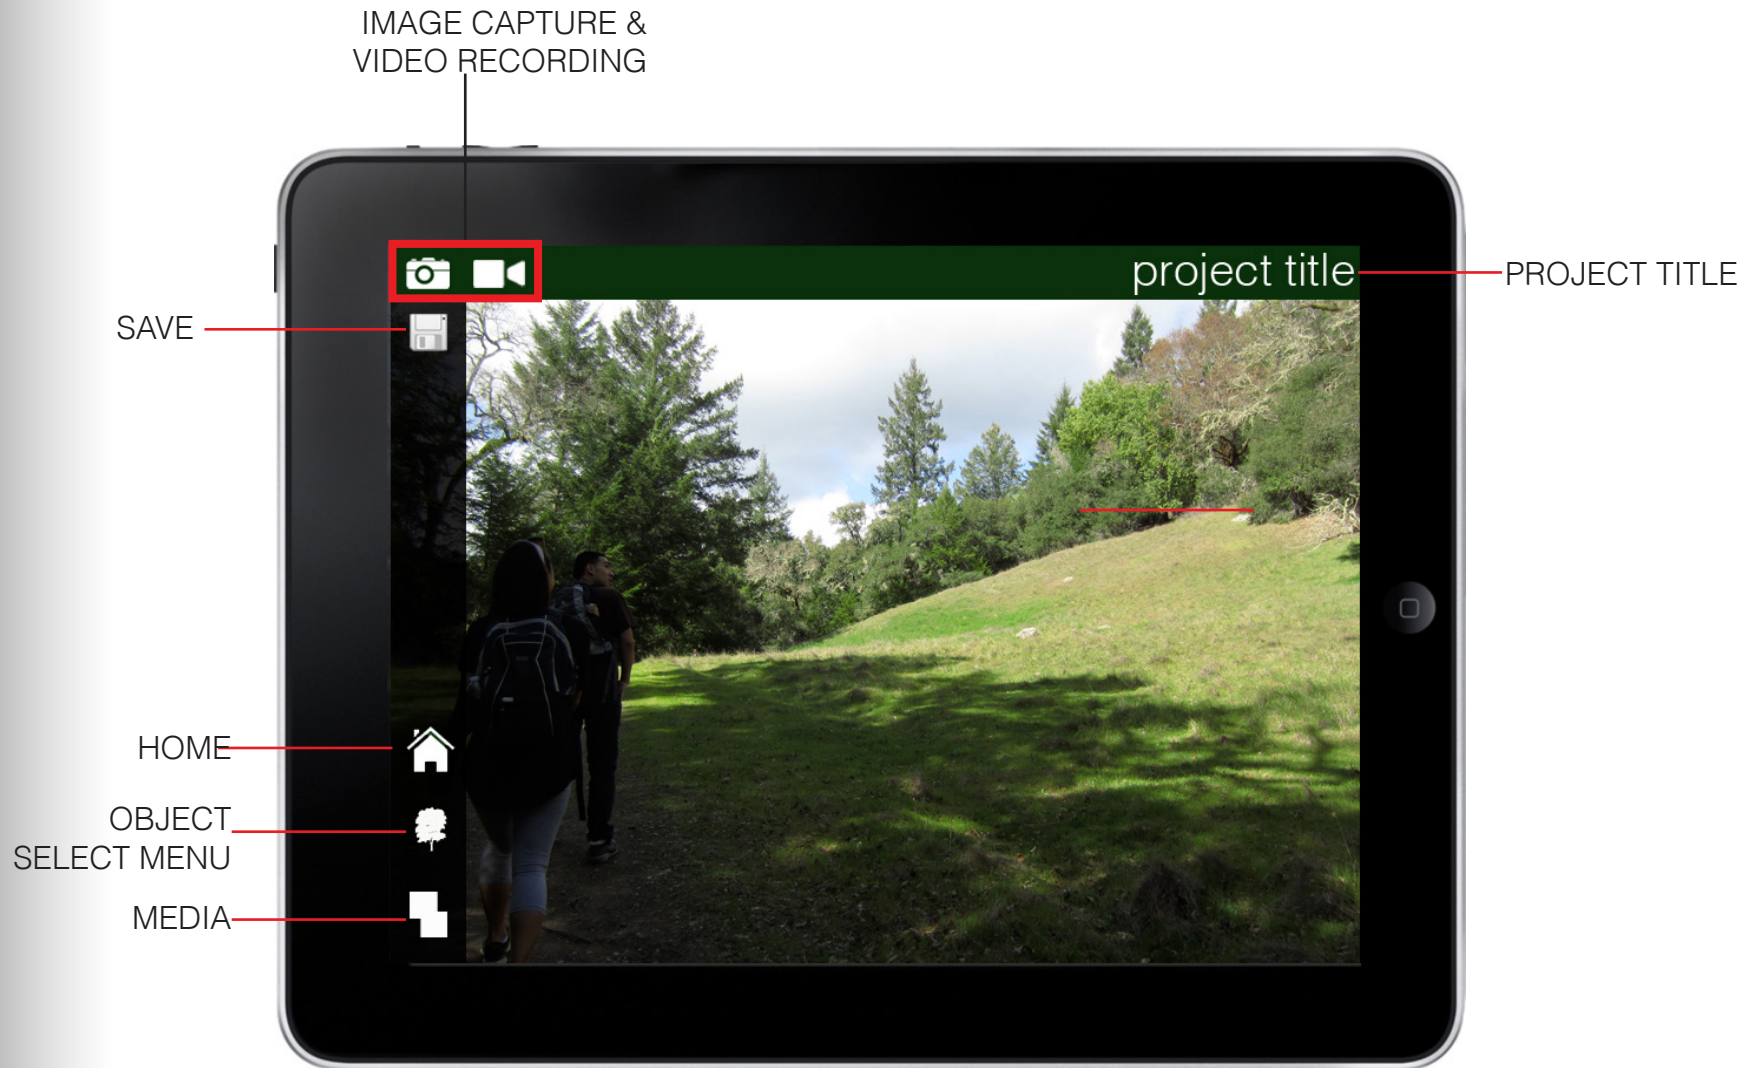 IMAGE CAPTURE &
VIDEO RECORDING
project title
PROJECT TITLE
SAVE
HOME
OBJECT
SELECT MENU
MEDIA